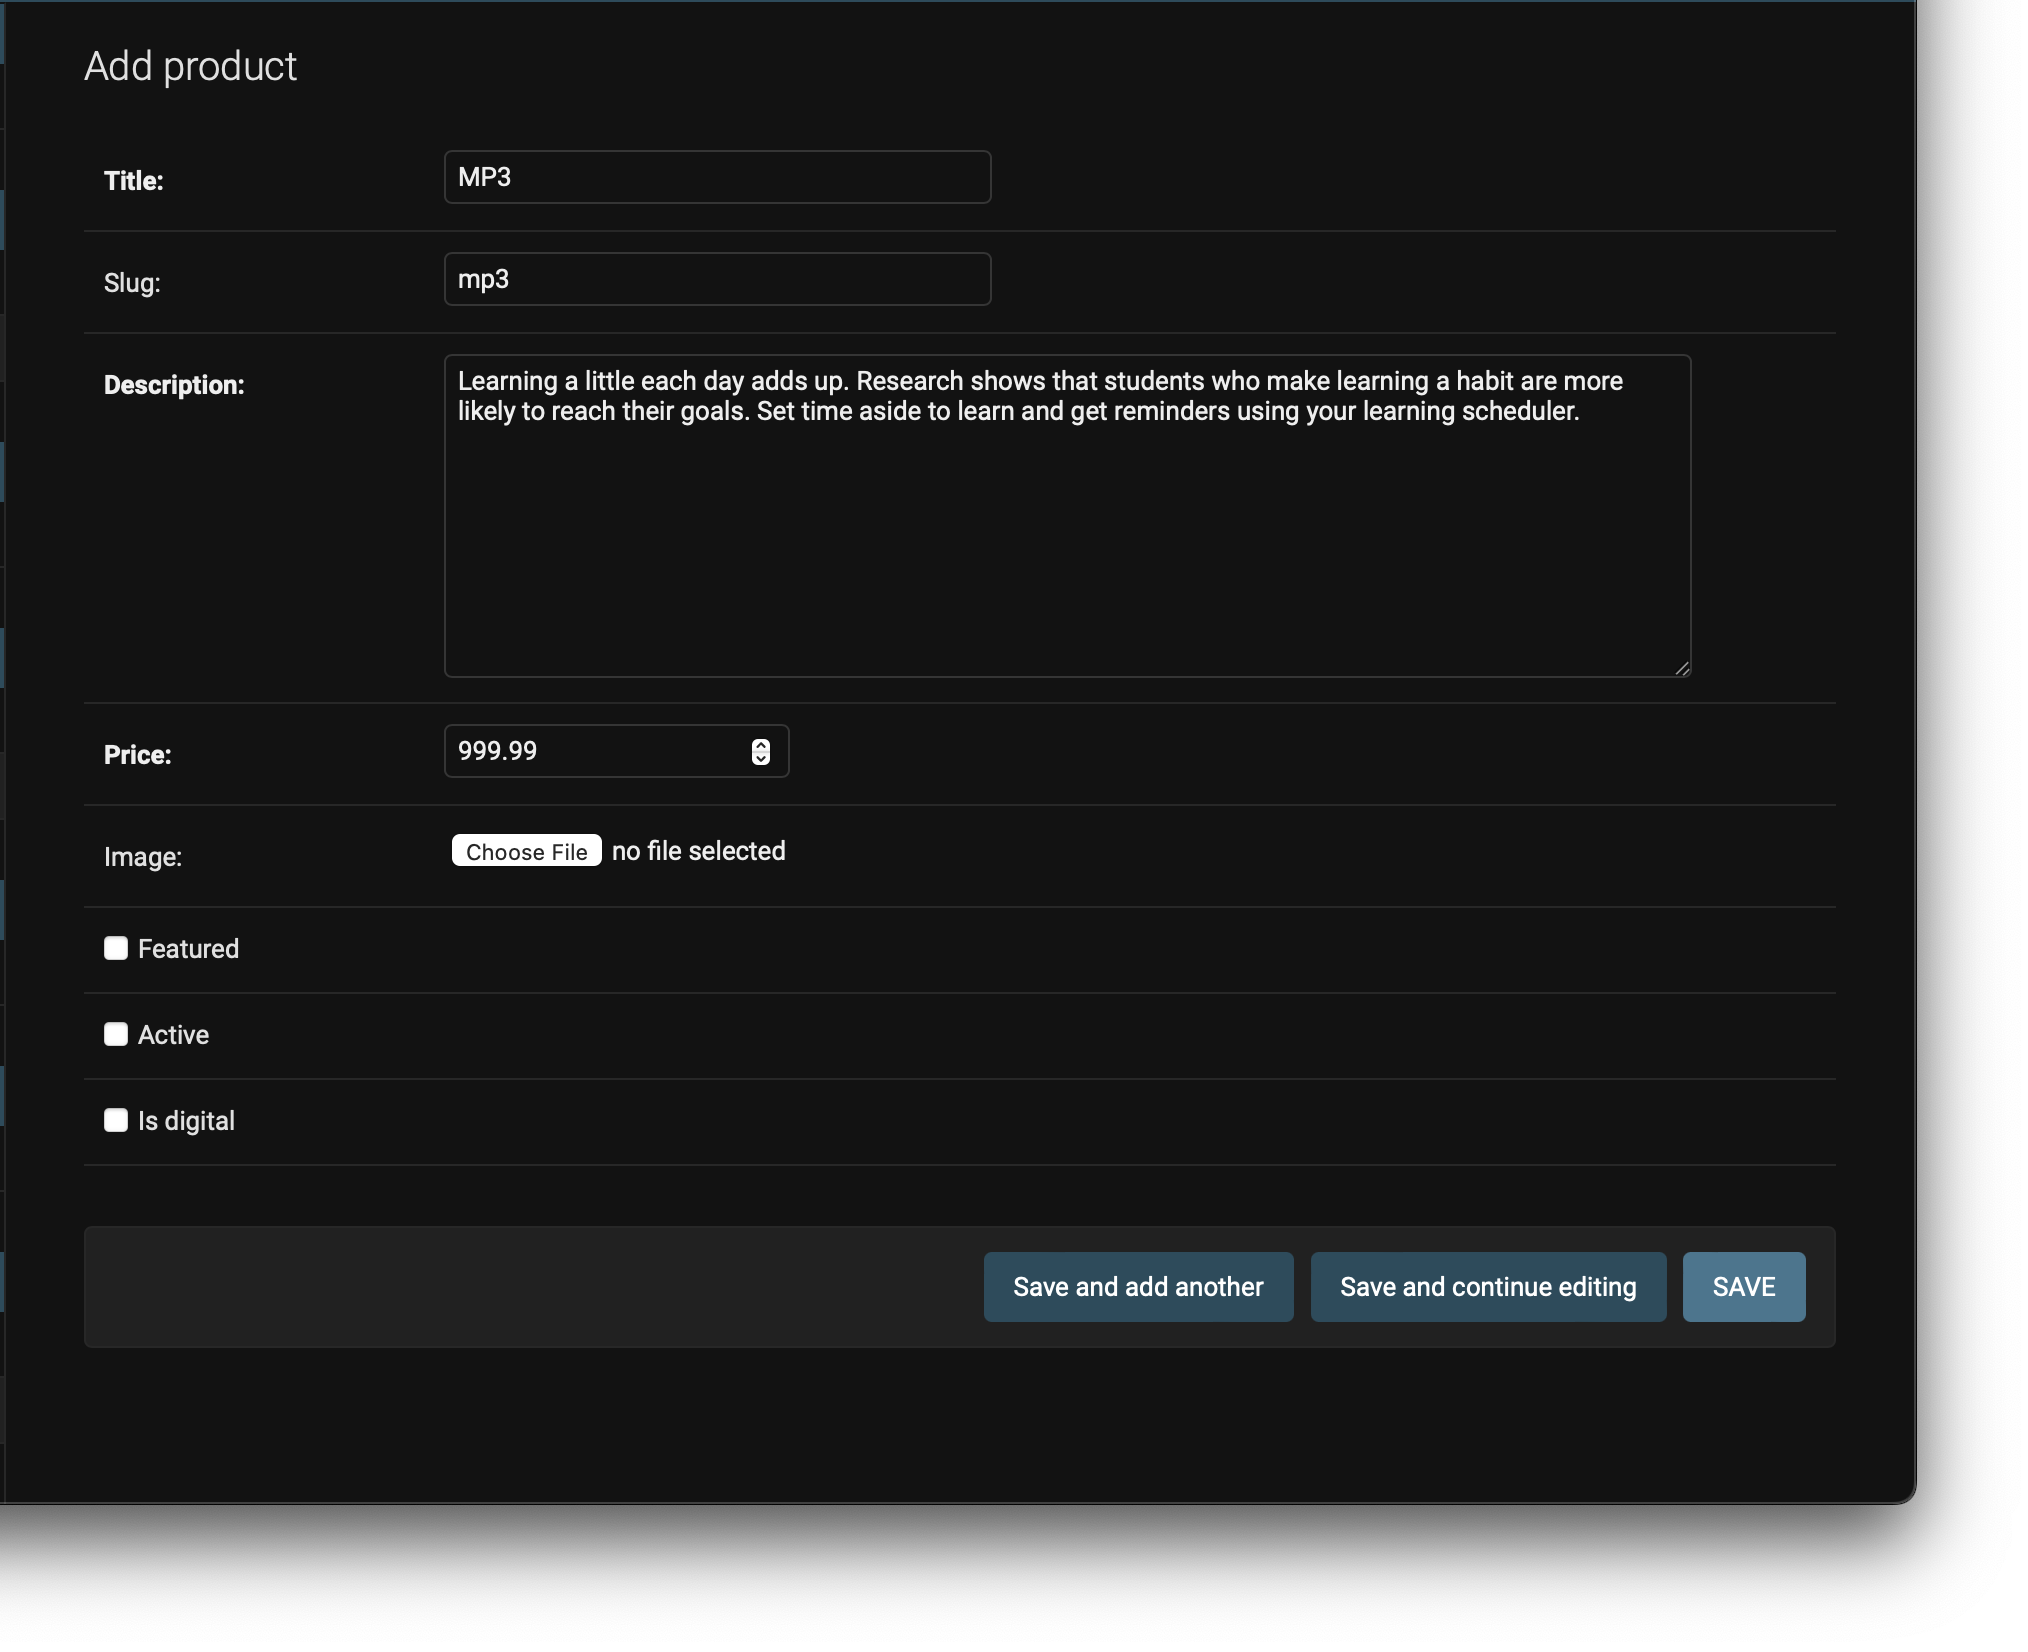 Add product
Title:
MP3
Slug:
mp3
Description:
Learning a little each day adds up. Research shows that students who make learning a habit are more
likely to reach their goals. Set time aside to learn and get reminders using your learning scheduler.
Price:
999.99
Image:
Choose File no file selected
Featured
Active
Is digital
Save and add another
Save and continue editing
SAVE